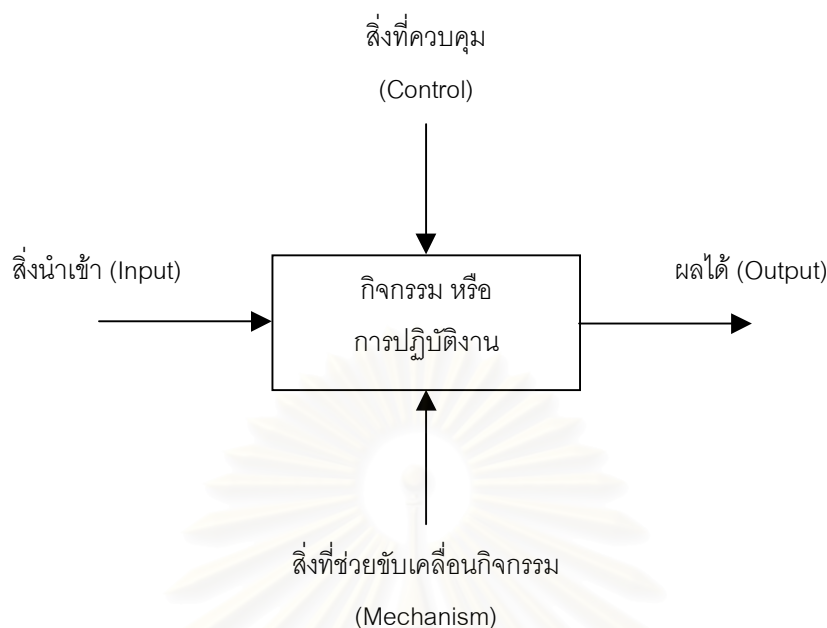 สิ่งที่ควบคุม
(Control)
สิ่งนำเข้า (Input)
กิจกรรม หรือ
การปฏิบัติงาน
ผลได้ (Output)
สิ่งที่ช่วยขับเคลื่อนกิจกรรม
(Mechanism)